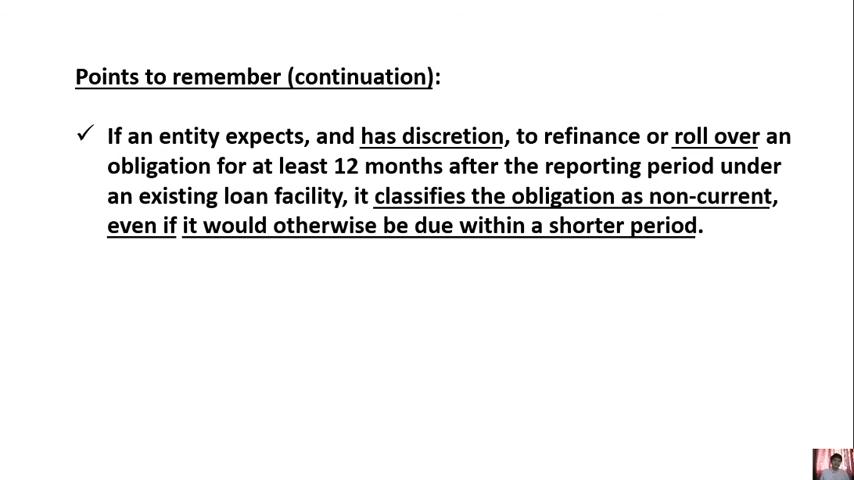 Points to remember (continuation):
✓ If an entity expects, and has discretion, to refinance or roll over an
obligation for at least 12 months after the reporting period under
an existing loan facility, it classifies the obligation as non-current,
even if it would otherwise be due within a shorter period.